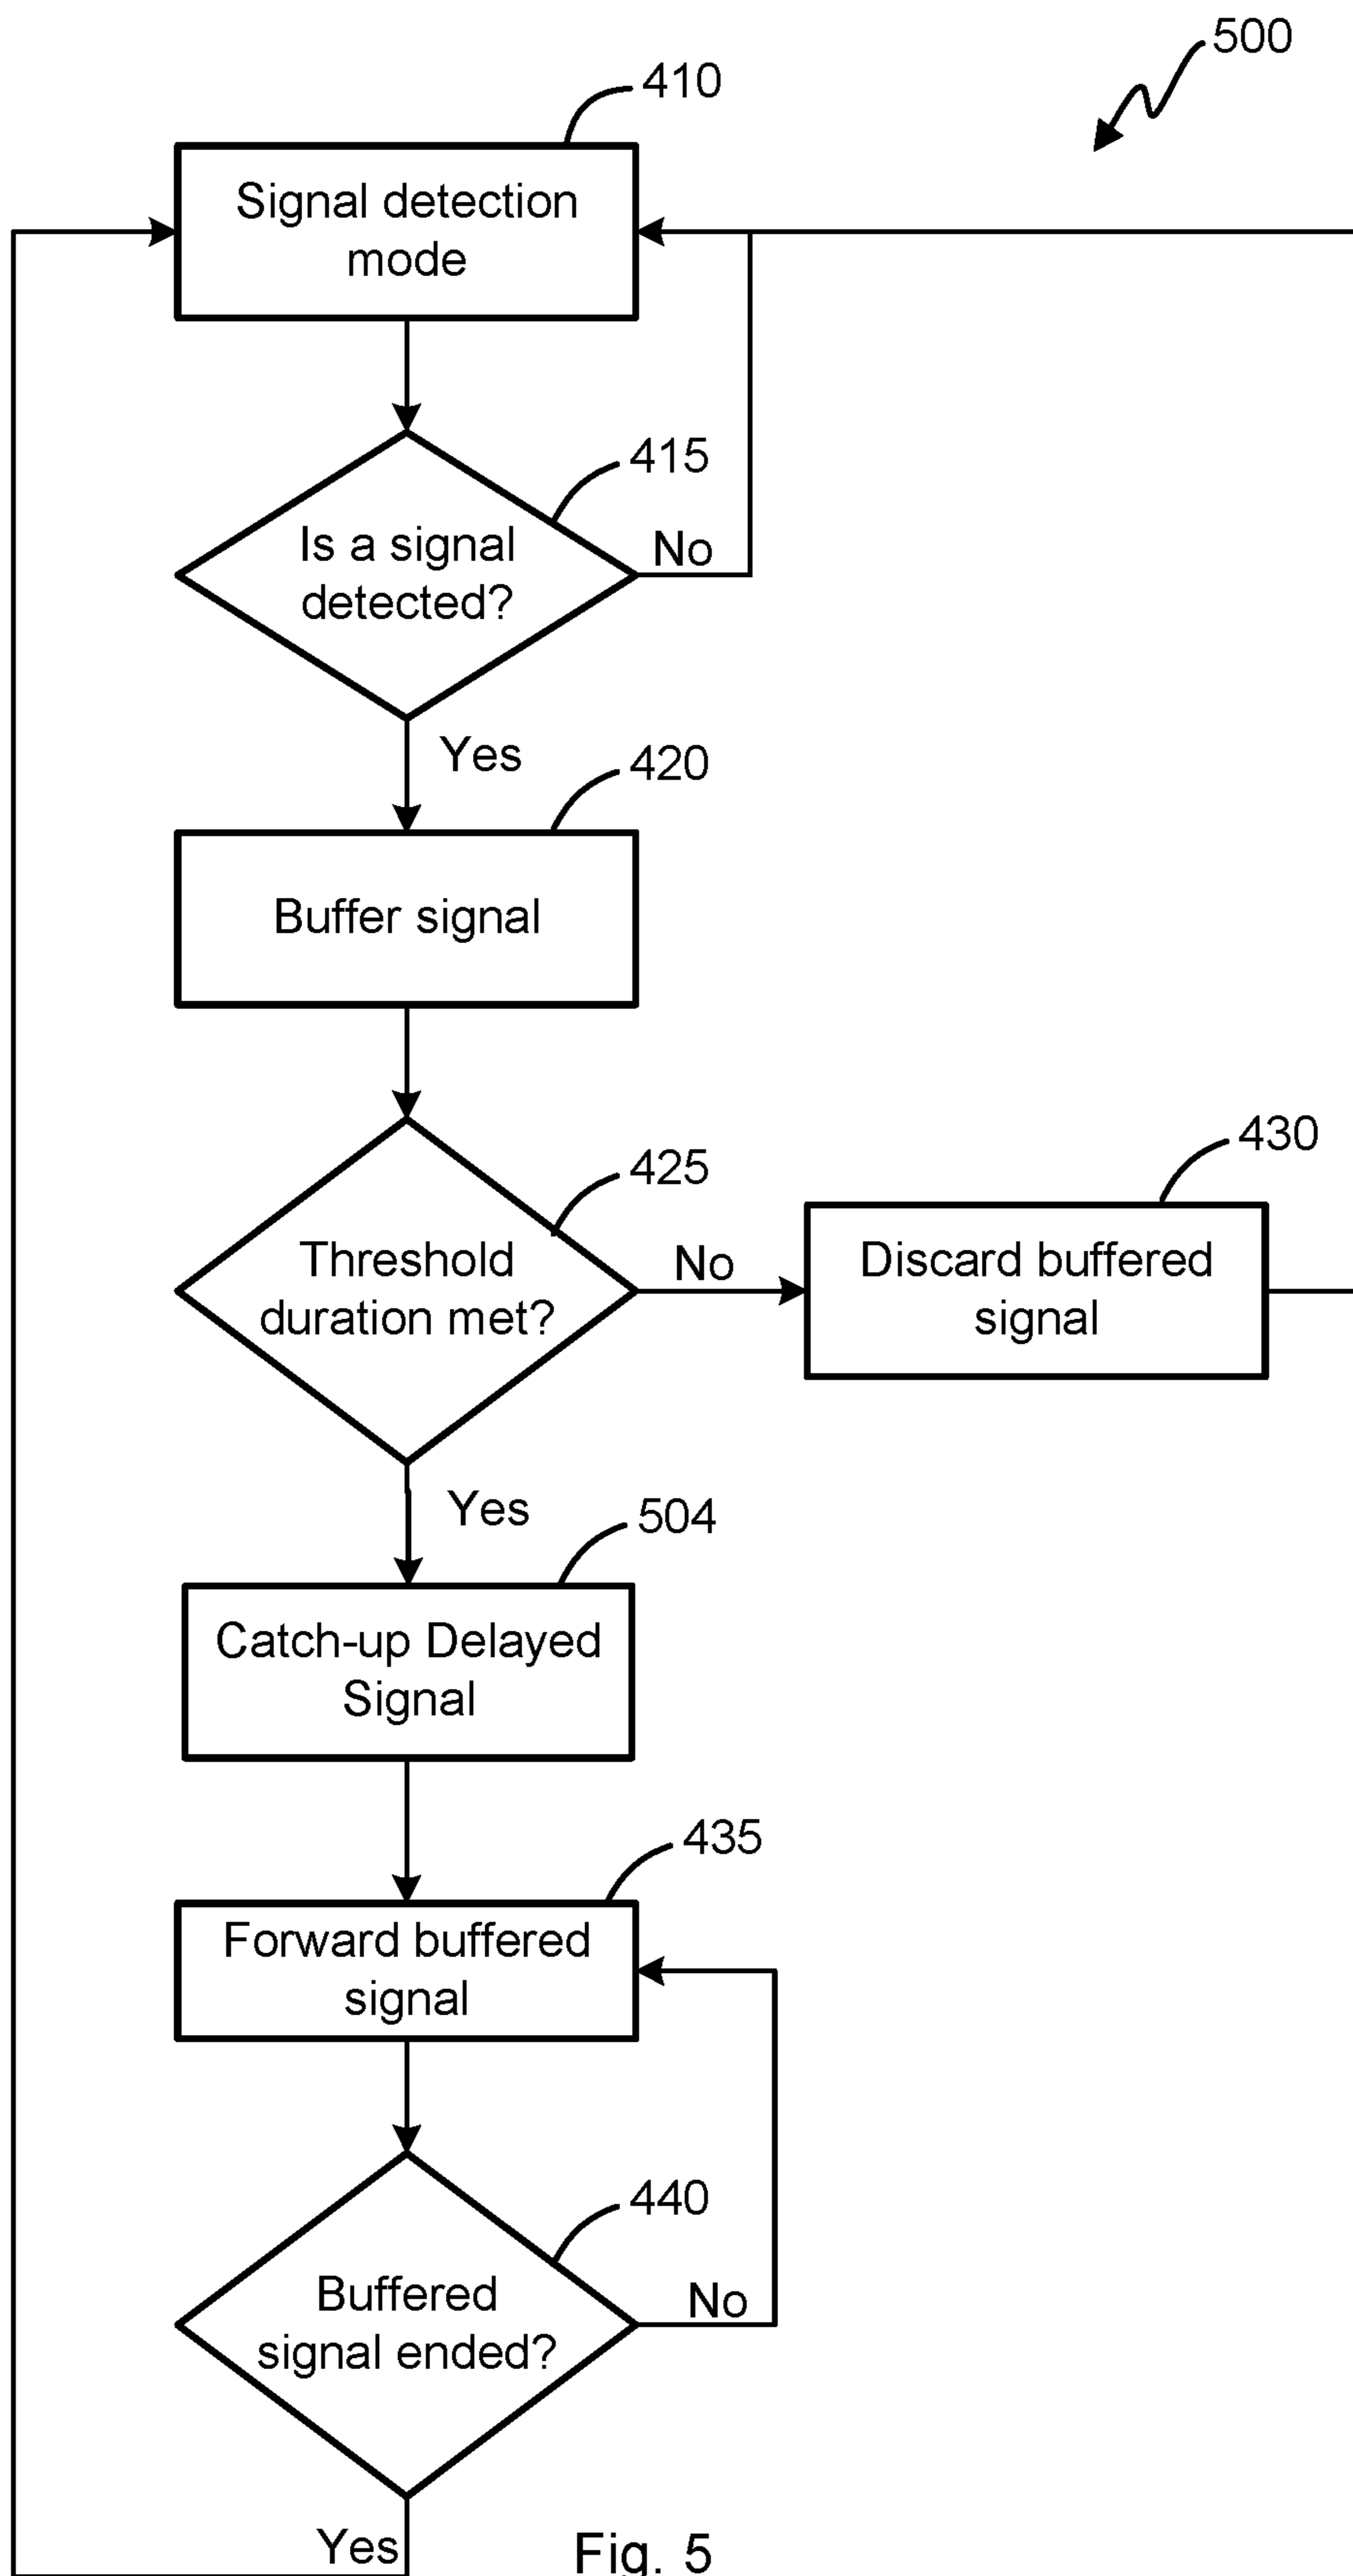 500
410
Signal detection
mode
415
Is a signal
detected?
No
Yes
420
Buffer signal
425
Threshold
duration met?
No
430
Discard buffered
signal
Yes
504
Catch-up Delayed
Signal
435
Forward buffered
signal
440
Buffered
signal ended?
No
Yes
Fig. 5